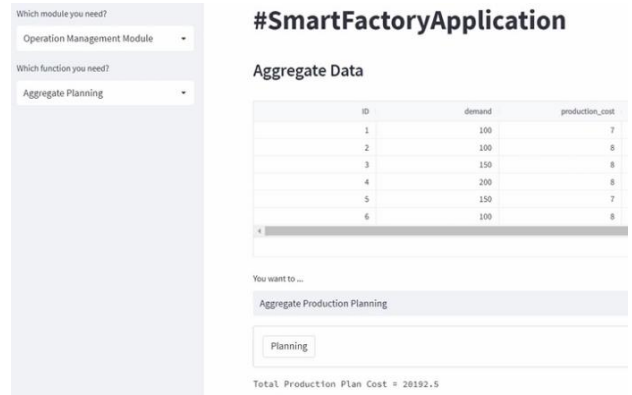 Which module you need?
Operation Management Module
Which function you need?
Aggregate Planning
#SmartFactoryApplication
Aggregate Data
ID demand production_cost
1 100 7
2 100 8
3 150 8
4 200 8
5 150 7
6 100 8
You want to ...
Aggregate Production Planning
Planning
Total Production Plan Cost = 20192.5